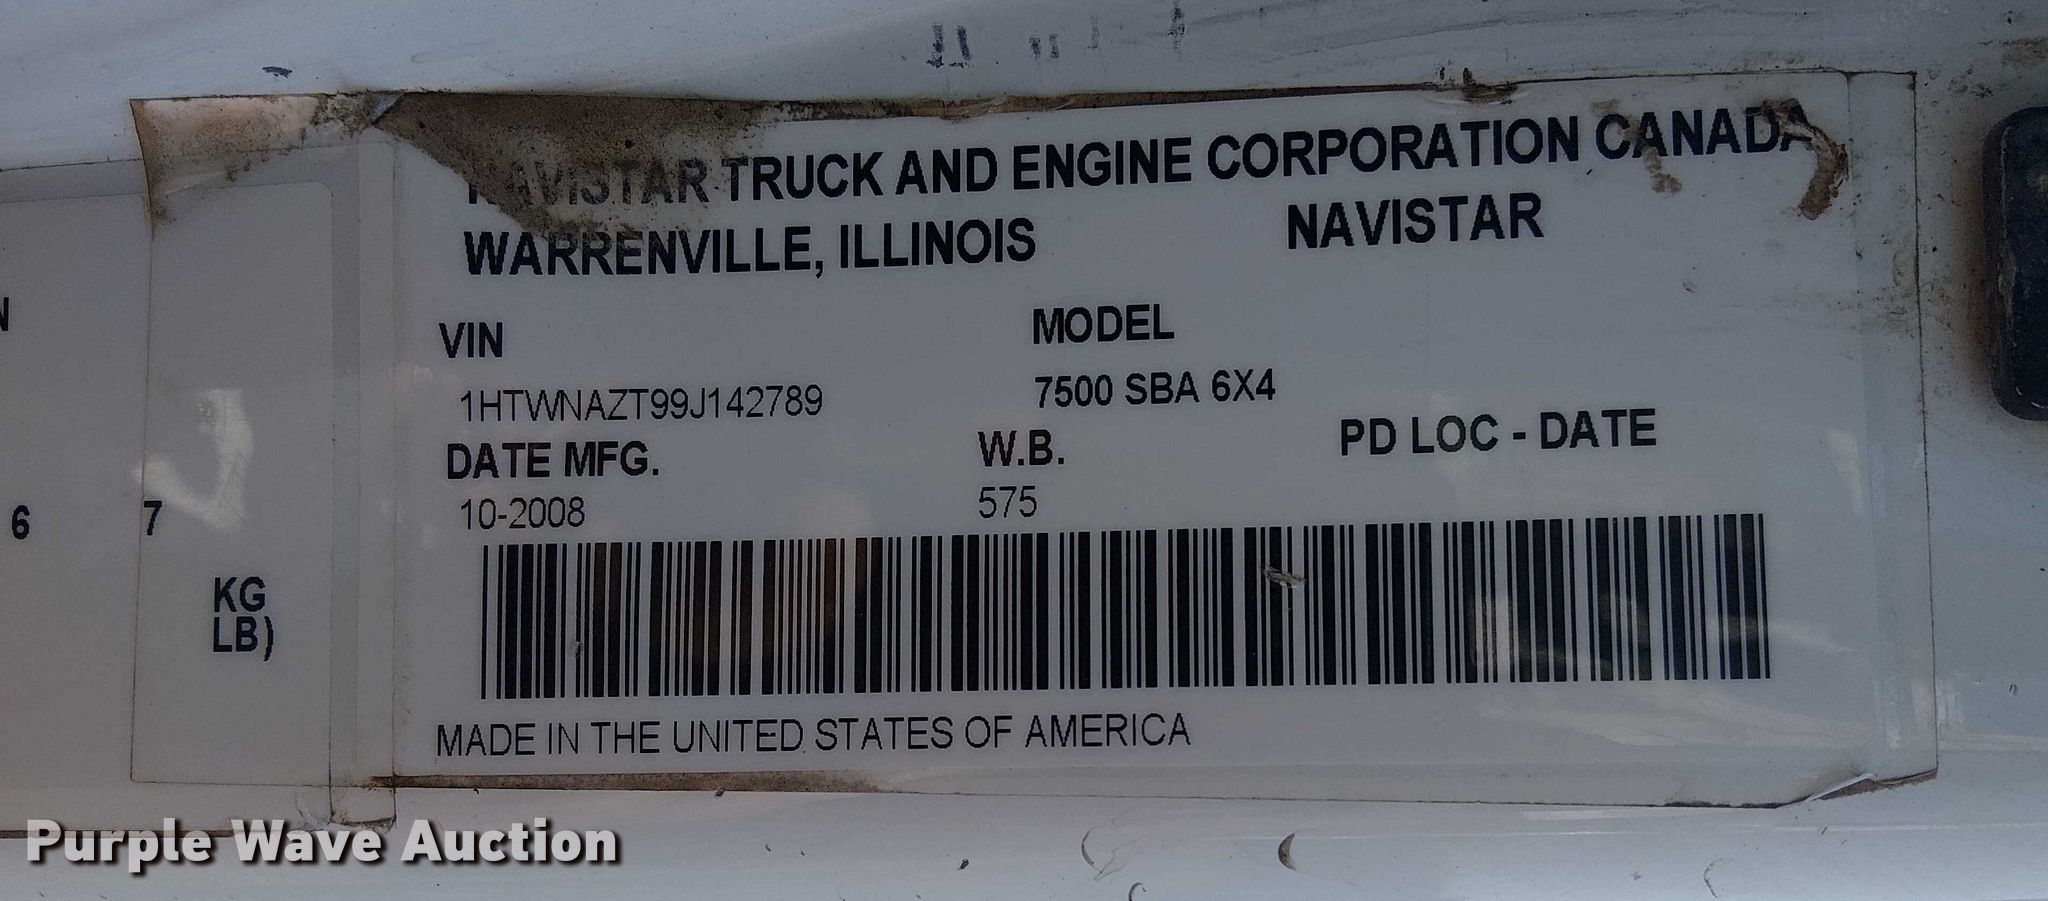 NAVISTAR TRUCK AND ENGINE CORPORATION CANADA
WARRENVILLE, ILLINOIS NAVISTAR
VIN MODEL
1HTWNAZT99J142789 7500 SBA 6X4
DATE MFG. W.B. PD LOC - DATE
10-2008 575
MADE IN THE UNITED STATES OF AMERICA
6 7
KG
LB)
Purple Wave Auction